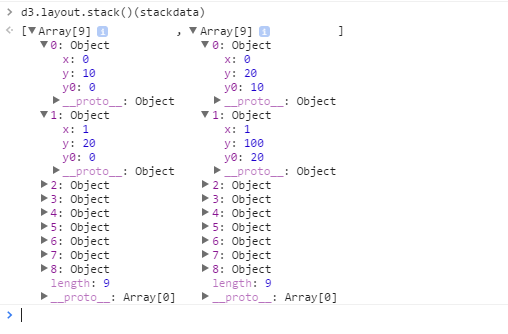 > d3.layout.stack()(stackdata)
[▼Array[9] i , ▼Array[9] i ]
▼0: Object ▼0: Object
x: 0 x: 0
y: 10 y: 20
y0: 0 y0: 10
▶__proto__: Object ▶__proto__: Object
▼1: Object ▼1: Object
x: 1 x: 1
y: 20 y: 100
y0: 0 y0: 20
▶__proto__: Object ▶__proto__: Object
▶2: Object ▶2: Object
▶3: Object ▶3: Object
▶4: Object ▶4: Object
▶5: Object ▶5: Object
▶6: Object ▶6: Object
▶7: Object ▶7: Object
▶8: Object ▶8: Object
length: 9 length: 9
▶__proto__: Array[0] ▶__proto__: Array[0]
>